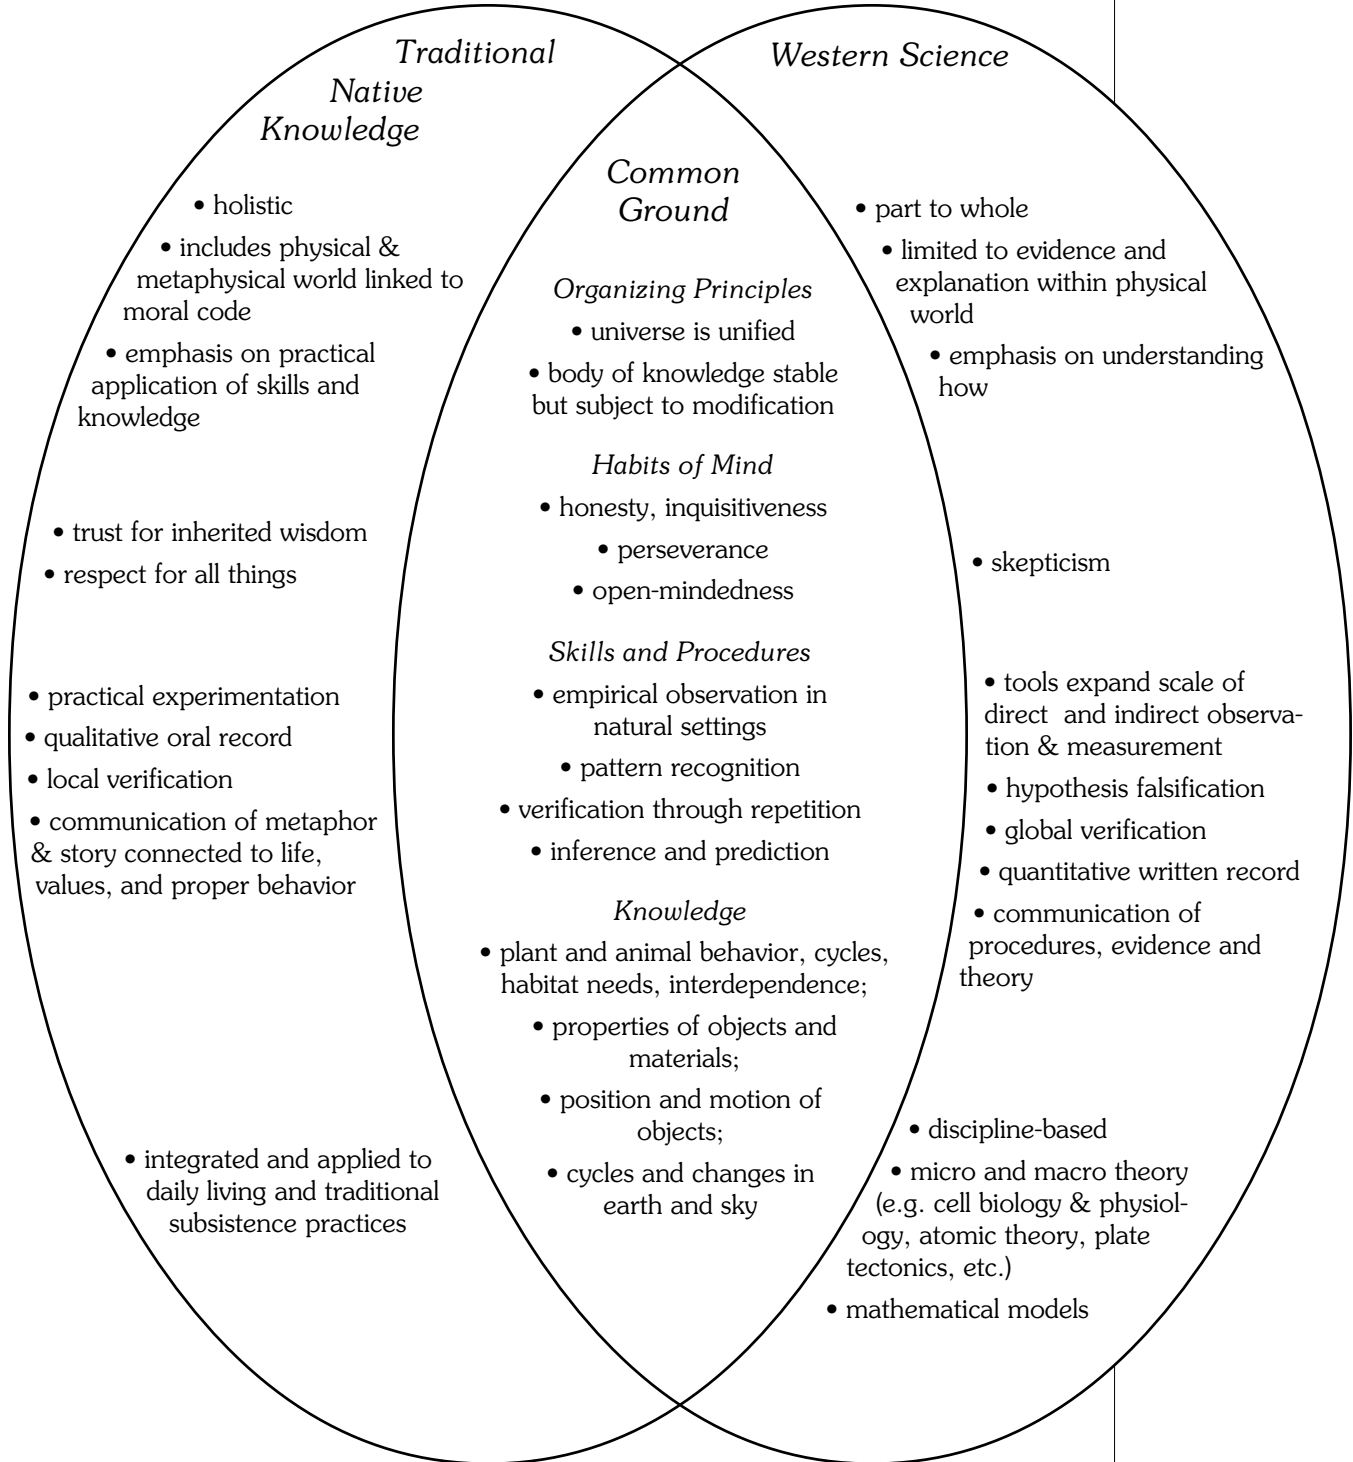 Traditional
Native
Knowledge
• holistic
• includes physical &
metaphysical world linked to
moral code
• emphasis on practical
application of skills and
knowledge
• trust for inherited wisdom
• respect for all things
• practical experimentation
• qualitative oral record
• local verification
• communication of metaphor
& story connected to life,
values, and proper behavior
• integrated and applied to
daily living and traditional
subsistence practices
Common
Ground
Organizing Principles
• universe is unified
• body of knowledge stable
but subject to modification
Habits of Mind
• honesty, inquisitiveness
• perseverance
• open-mindedness
Skills and Procedures
• empirical observation in
natural settings
• pattern recognition
• verification through repetition
• inference and prediction
Knowledge
• plant and animal behavior, cycles,
habitat needs, interdependence;
• properties of objects and
materials;
• position and motion of
objects;
• cycles and changes in
earth and sky
Western Science
• part to whole
• limited to evidence and
explanation within physical
world
• emphasis on understanding
how
• skepticism
• tools expand scale of
direct and indirect observa-
tion & measurement
• hypothesis falsification
• global verification
• quantitative written record
• communication of
procedures, evidence and
theory
• discipline-based
• micro and macro theory
(e.g. cell biology & physiol-
ogy, atomic theory, plate
tectonics, etc.)
• mathematical models